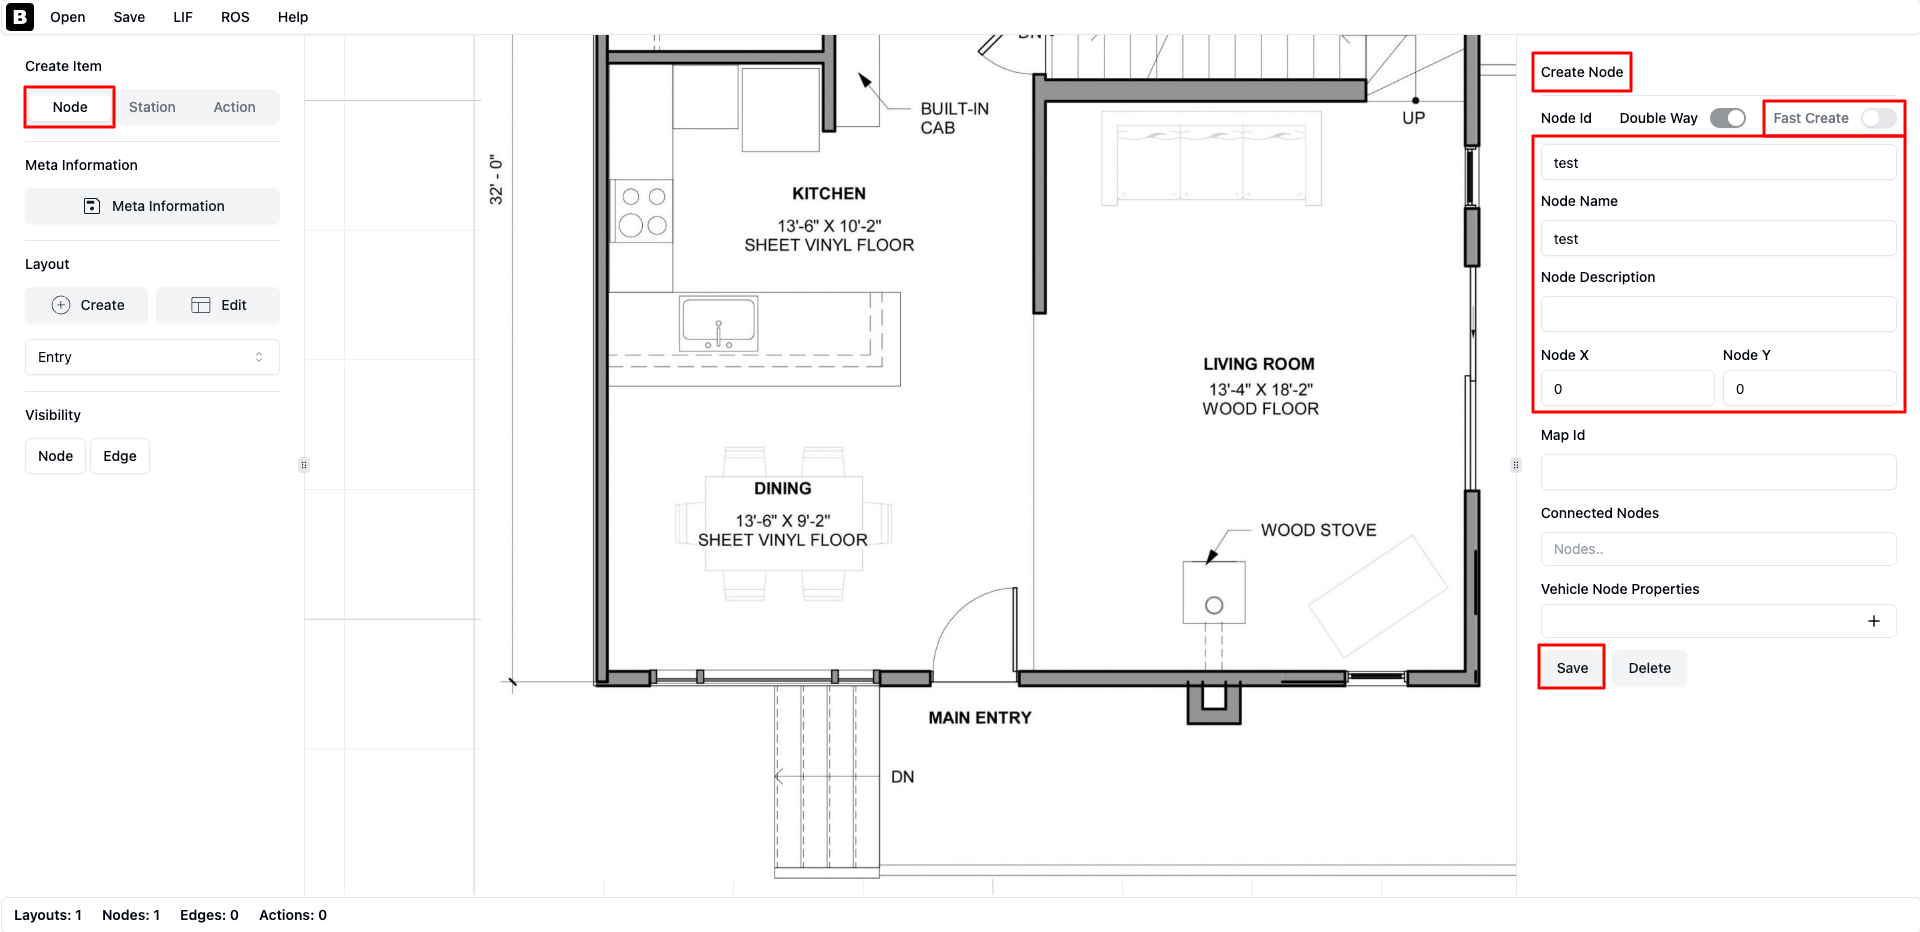 B Open Save LIF ROS Help
Create Item
Node Station Action
Meta Information
Meta Information
Layout
Create Edit
Entry
Visibility
Node Edge
32' - 0"
BUILT-IN
CAB
KITCHEN
13'-6" X 10'-2"
SHEET VINYL FLOOR
DN
UP
LIVING ROOM
13'-4" X 18'-2"
WOOD FLOOR
DINING
13'-6" X 9'-2"
SHEET VINYL FLOOR
WOOD STOVE
MAIN ENTRY
DN
Create Node
Node Id Double Way Fast Create
test
Node Name
test
Node Description
Node X Node Y
0 0
Map Id
Connected Nodes
Nodes..
Vehicle Node Properties
Save Delete
Layouts: 1 Nodes: 1 Edges: 0 Actions: 0